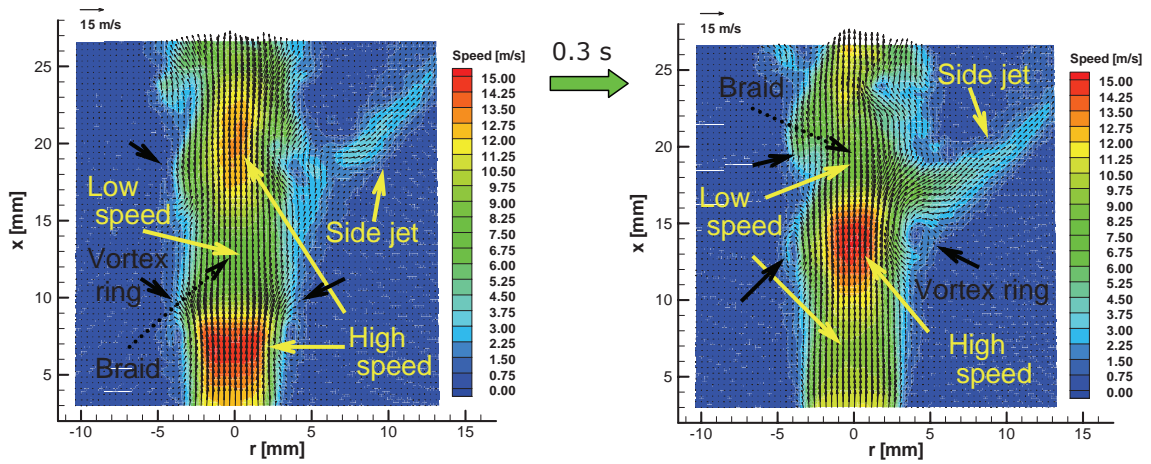 15 m/s
0.3 s
15 m/s
Speed [m/s]
15.00
14.25
13.50
12.75
12.00
11.25
10.50
9.75
9.00
8.25
7.50
6.75
6.00
5.25
4.50
3.75
3.00
2.25
1.50
0.75
0.00
25
20
15
10
5
x [mm]
Low
speed
Vortex
ring
Braid
Side jet
High
speed
-10
-5
0
5
10
15
r [mm]
Speed [m/s]
15.00
14.25
13.50
12.75
12.00
11.25
10.50
9.75
9.00
8.25
7.50
6.75
6.00
5.25
4.50
3.75
3.00
2.25
1.50
0.75
0.00
25
20
15
10
5
x [mm]
Braid
Side jet
Low
speed
Vortex ring
High
speed
-10
-5
0
5
10
15
r [mm]